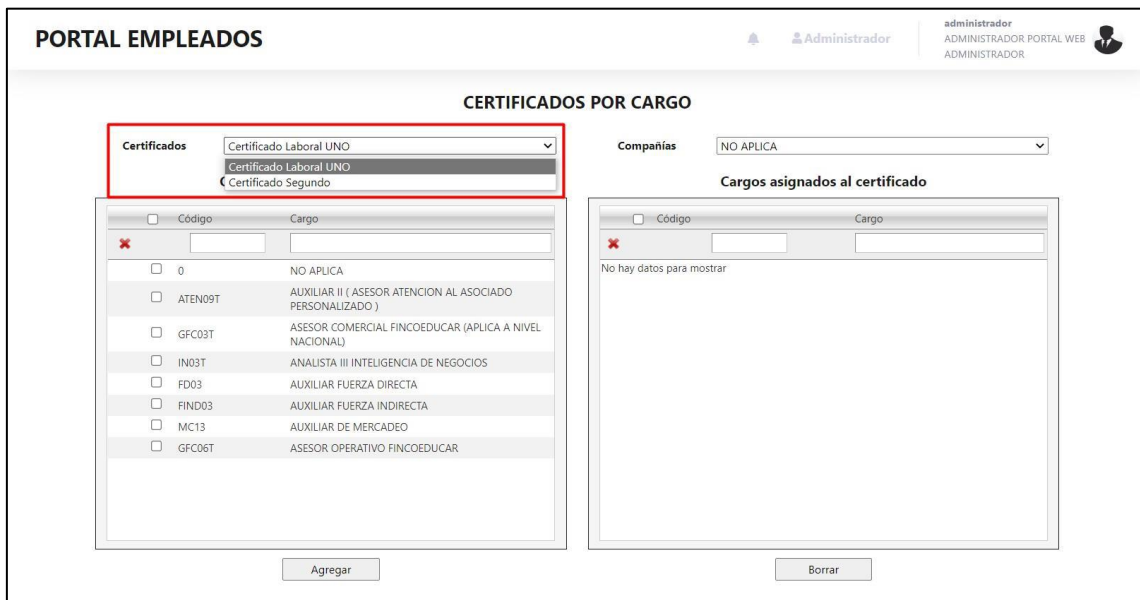 PORTAL EMPLEADOS
Administrador
administrador
ADMINISTRADOR PORTAL WEB
ADMINISTRADOR
CERTIFICADOS POR CARGO
Certificados
Certificado Laboral UNO
Certificado Laboral UNO
Certificado Segundo
Compañías
NO APLICA
Cargos asignados al certificado
Código Cargo
0 NO APLICA
ATEN09T AUXILIAR II ( ASESOR ATENCION AL ASOCIADO
PERSONALIZADO )
GFC03T ASESOR COMERCIAL FINCOEDUCAR (APLICA A NIVEL
NACIONAL)
IN03T ANALISTA III INTELIGENCIA DE NEGOCIOS
FD03 AUXILIAR FUERZA DIRECTA
FIND03 AUXILIAR FUERZA INDIRECTA
MC13 AUXILIAR DE MERCADEO
GFC06T ASESOR OPERATIVO FINCOEDUCAR
Agregar
Código Cargo
No hay datos para mostrar
Borrar